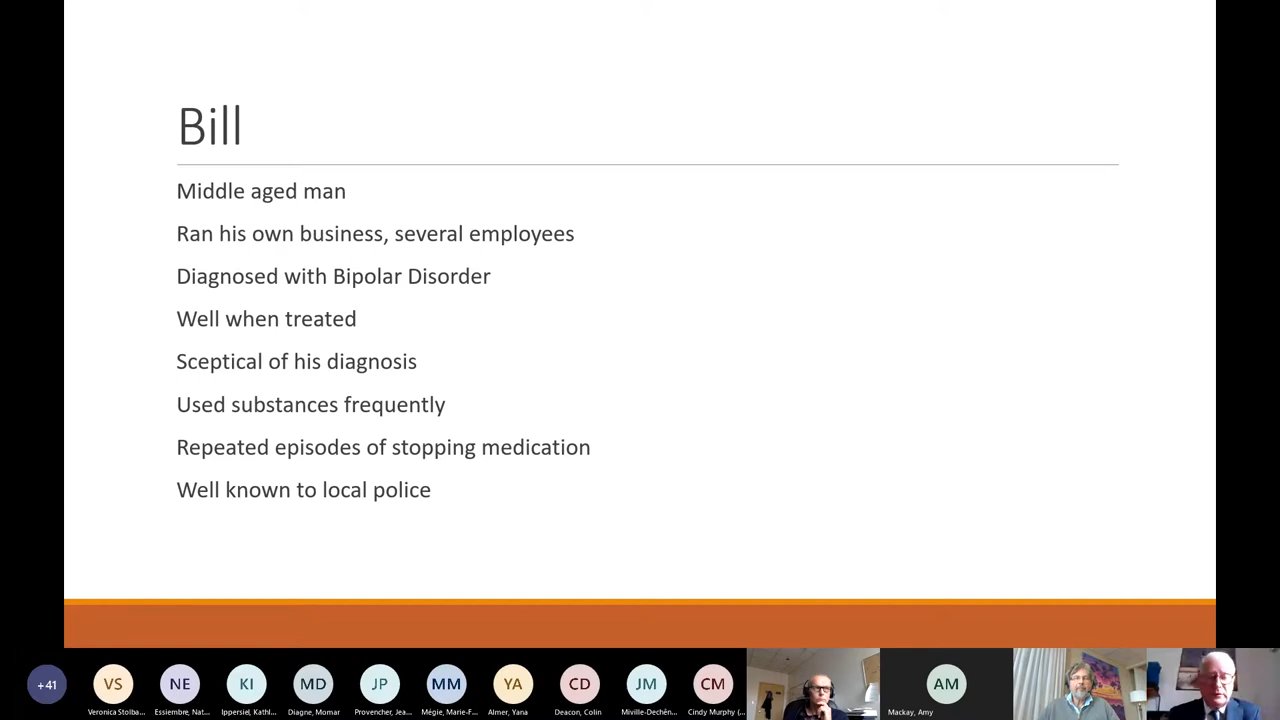 Bill
Middle aged man
Ran his own business, several employees
Diagnosed with Bipolar Disorder
Well when treated
Sceptical of his diagnosis
Used substances frequently
Repeated episodes of stopping medication
Well known to local police
+41 VS NE KI MD JP MM YA CD JM CM AM
Veronica Stolba... Essiembre, Nat... Ippersiel, Kathl... Diagne, Momar Provencher, Jea... Mégie, Marie-F... Almer, Yana Deacon, Colin Miville-Dechên... Cindy Murphy (... Mackay, Amy